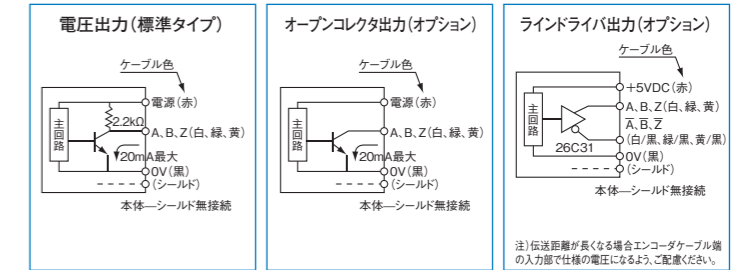 電圧出力(標準タイプ)
ケーブル色
電源(赤)
2.2kΩ
主回路
A、B、Z(白、緑、黄)
20mA最大
0V(黒)
(シールド)
本体―シールド無接続
オープンコレクタ出力(オプション)
ケーブル色
電源(赤)
主回路
A、B、Z(白、緑、黄)
20mA最大
0V(黒)
(シールド)
本体―シールド無接続
ラインドライバ出力(オプション)
ケーブル色
+5VDC(赤)
主回路
A、B、Z(白、緑、黄)
A̅、B̅、Z̅
(白/黒、緑/黒、黄/黒)
26C31
0V(黒)
(シールド)
本体―シールド無接続
注)伝送距離が長くなる場合エンコーダケーブル端
の入力部で仕様の電圧になるよう、ご配慮ください。